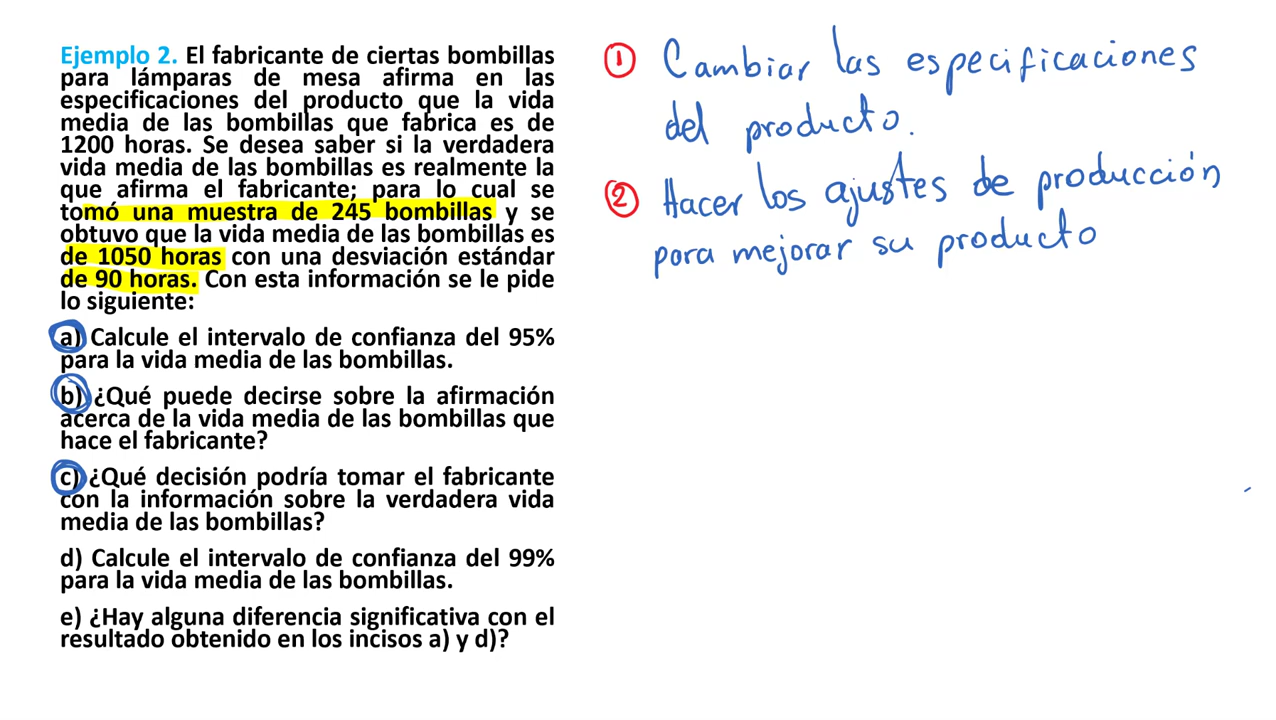 Ejemplo 2. El fabricante de ciertas bombillas
para lámparas de mesa afirma en las
especificaciones del producto que la vida
media de las bombillas que fabrica es de
1200 horas. Se desea saber si la verdadera
vida media de las bombillas es realmente la
que afirma el fabricante; para lo cual se
tomó una muestra de 245 bombillas y se
obtuvo que la vida media de las bombillas es
de 1050 horas con una desviación estándar
de 90 horas. Con esta información se le pide
lo siguiente:
a) Calcule el intervalo de confianza del 95%
para la vida media de las bombillas.
b) ¿Qué puede decirse sobre la afirmación
acerca de la vida media de las bombillas que
hace el fabricante?
c) ¿Qué decisión podría tomar el fabricante
con la información sobre la verdadera vida
media de las bombillas?
d) Calcule el intervalo de confianza del 99%
para la vida media de las bombillas.
e) ¿Hay alguna diferencia significativa con el
resultado obtenido en los incisos a) y d)?
1 Cambiar las especificaciones
del producto.
2 Hacer los ajustes de producción
para mejorar su producto